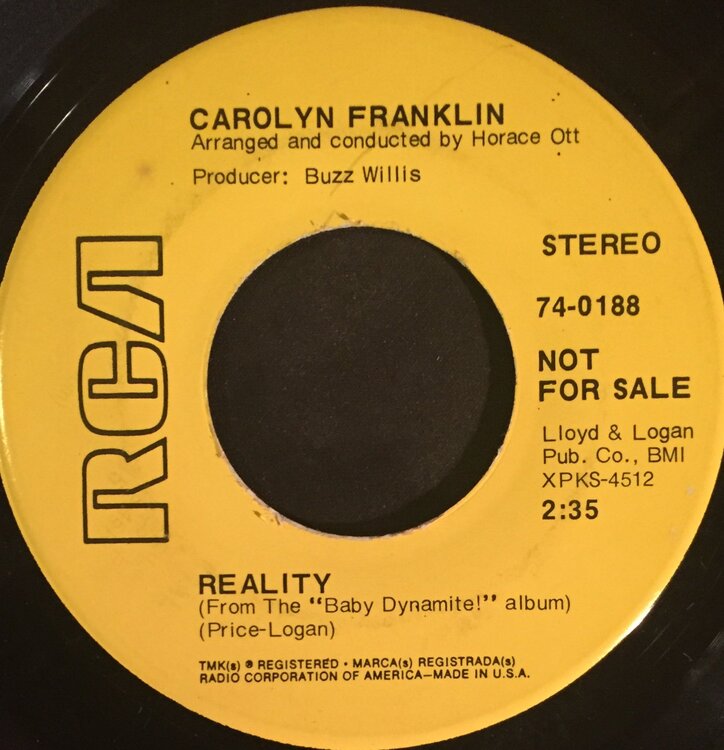 CAROLYN FRANKLIN
Arranged and conducted by Horace Ott
Producer: Buzz Willis
RCA
STEREO
74-0188
NOT
FOR SALE
Lloyd & Logan
Pub. Co., BMI
XPKS-4512
2:35
REALITY
(From The "Baby Dynamite!" album)
(Price-Logan)
TMK(s) ® REGISTERED • MARCA(s) REGISTRADA(s)
RADIO CORPORATION OF AMERICA—MADE IN U.S.A.